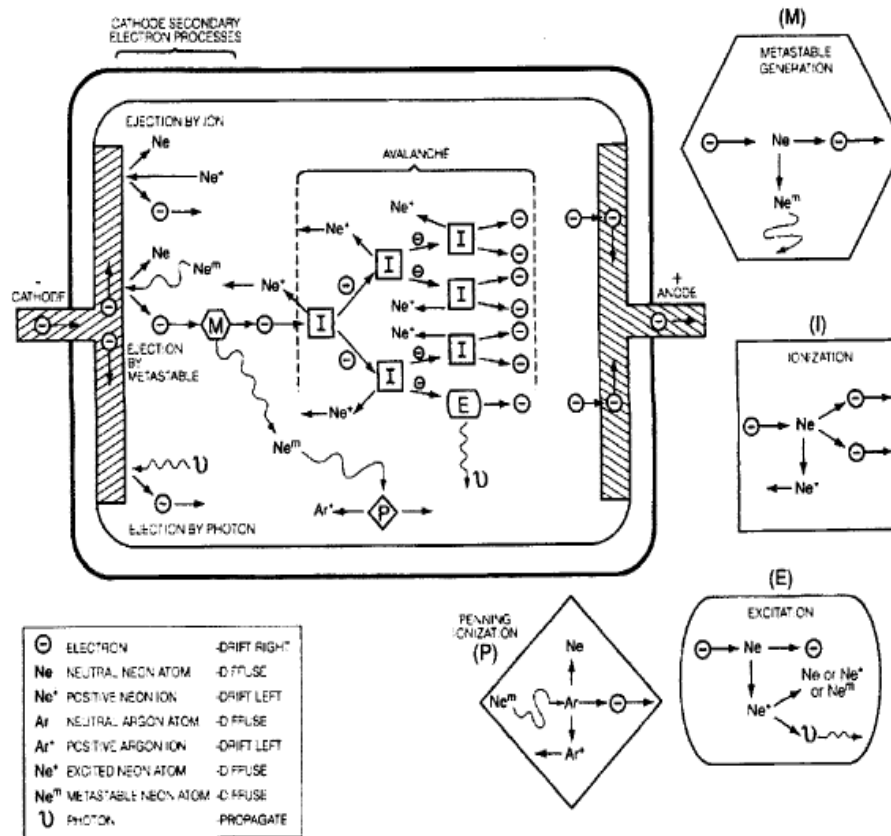 CATHODE SECONDARY
ELECTRON PROCESSES
EJECTION BY ION
Ne
Ne⁺
⊖
AVALANCHE
Ne⁺
Ne⁺
I
⊖
⊖
⊖
I
⊖
⊖
Ne
Neᵐ
Ne⁺
⊖
⊖
I
⊖
⊖
-
CATHODE
⊖
⊖
⊖
⊖
M
⊖
I
Ne⁺
Ne⁺
⊖
⊖
+
ANODE
⊖
EJECTION
BY
METASTABLE
⊖
I
⊖
I
⊖
⊖
Ne⁺
⊖
E
⊖
⊖
⊖
Neᵐ
υ
υ
⊖
EJECTION BY PHOTON
Ar⁺
P
(M)
METASTABLE
GENERATION
⊖ Ne ⊖
Neᵐ
(I)
IONIZATION
⊖
⊖ Ne
⊖
Ne⁺
(E)
EXCITATION
⊖ Ne ⊖
Ne or Ne*
or Neᵐ
Ne*
υ
PENNING
IONIZATION
(P)
Ne
Neᵐ Ar ⊖
Ar⁺
⊖ ELECTRON -DRIFT RIGHT
Ne NEUTRAL NEON ATOM -DIFFUSE
Ne⁺ POSITIVE NEON ION -DRIFT LEFT
Ar NEUTRAL ARGON ATOM -DIFFUSE
Ar⁺ POSITIVE ARGON ION -DRIFT LEFT
Ne* EXCITED NEON ATOM -DIFFUSE
Neᵐ METASTABLE NEON ATOM -DIFFUSE
υ PHOTON -PROPAGATE